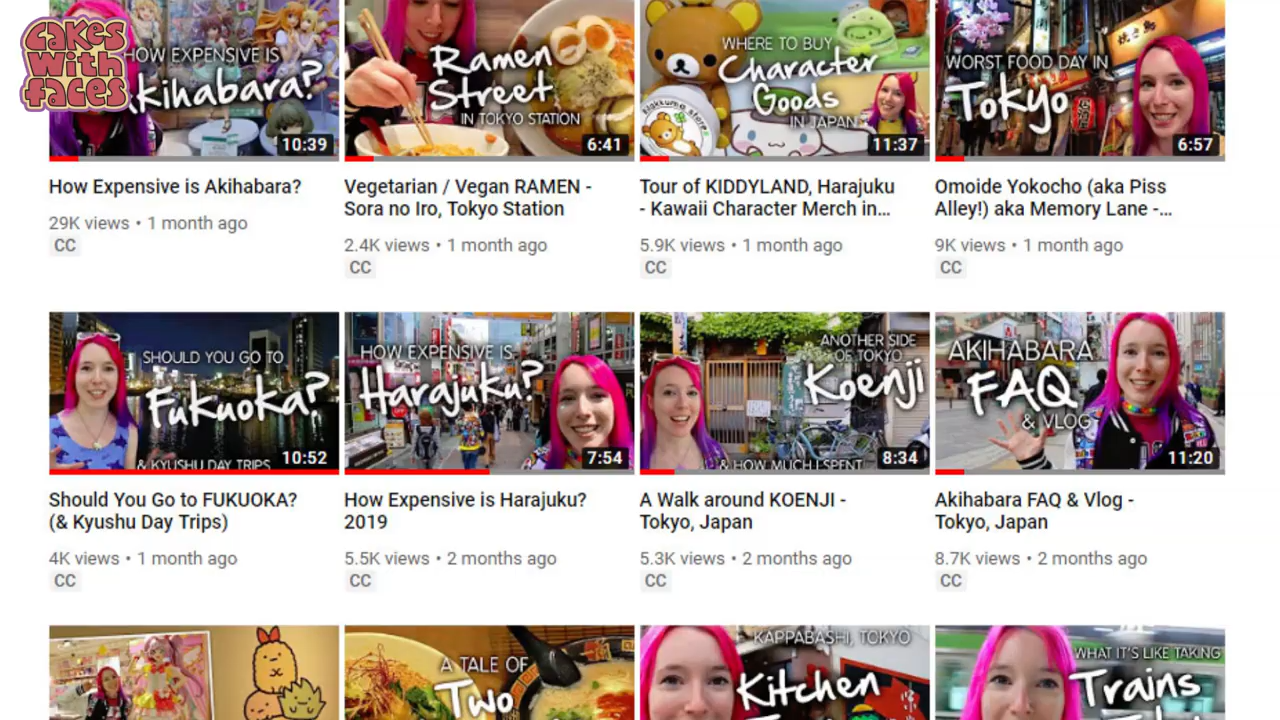 Cakes
With
faces
HOW EXPENSIVE IS
Akihabara?
10:39
Ramen
Street
IN TOKYO STATION
6:41
WHERE TO BUY
Character
Goods
IN JAPAN
rilakkuma store
11:37
WORST FOOD DAY IN
Tokyo
焼き鳥
6:57
How Expensive is Akihabara?
29K views • 1 month ago
CC
Vegetarian / Vegan RAMEN -
Sora no Iro, Tokyo Station
2.4K views • 1 month ago
CC
Tour of KIDDYLAND, Harajuku
- Kawaii Character Merch in...
5.9K views • 1 month ago
CC
Omoide Yokocho (aka Piss
Alley!) aka Memory Lane -...
9K views • 1 month ago
CC
SHOULD YOU GO TO
Fukuoka?
& KYUSHU DAY TRIPS
10:52
HOW EXPENSIVE IS
Harajuku?
7:54
ANOTHER SIDE
OF TOKYO
Koenji
& HOW MUCH I SPENT
8:34
AKIHABARA
FAQ
& VLOG
11:20
Should You Go to FUKUOKA?
(& Kyushu Day Trips)
4K views • 1 month ago
CC
How Expensive is Harajuku?
2019
5.5K views • 2 months ago
CC
A Walk around KOENJI -
Tokyo, Japan
5.3K views • 2 months ago
CC
Akihabara FAQ & Vlog -
Tokyo, Japan
8.7K views • 2 months ago
CC
A TALE OF
Two
KAPPABASHI, TOKYO
Kitchen
WHAT IT'S LIKE TAKING
Trains